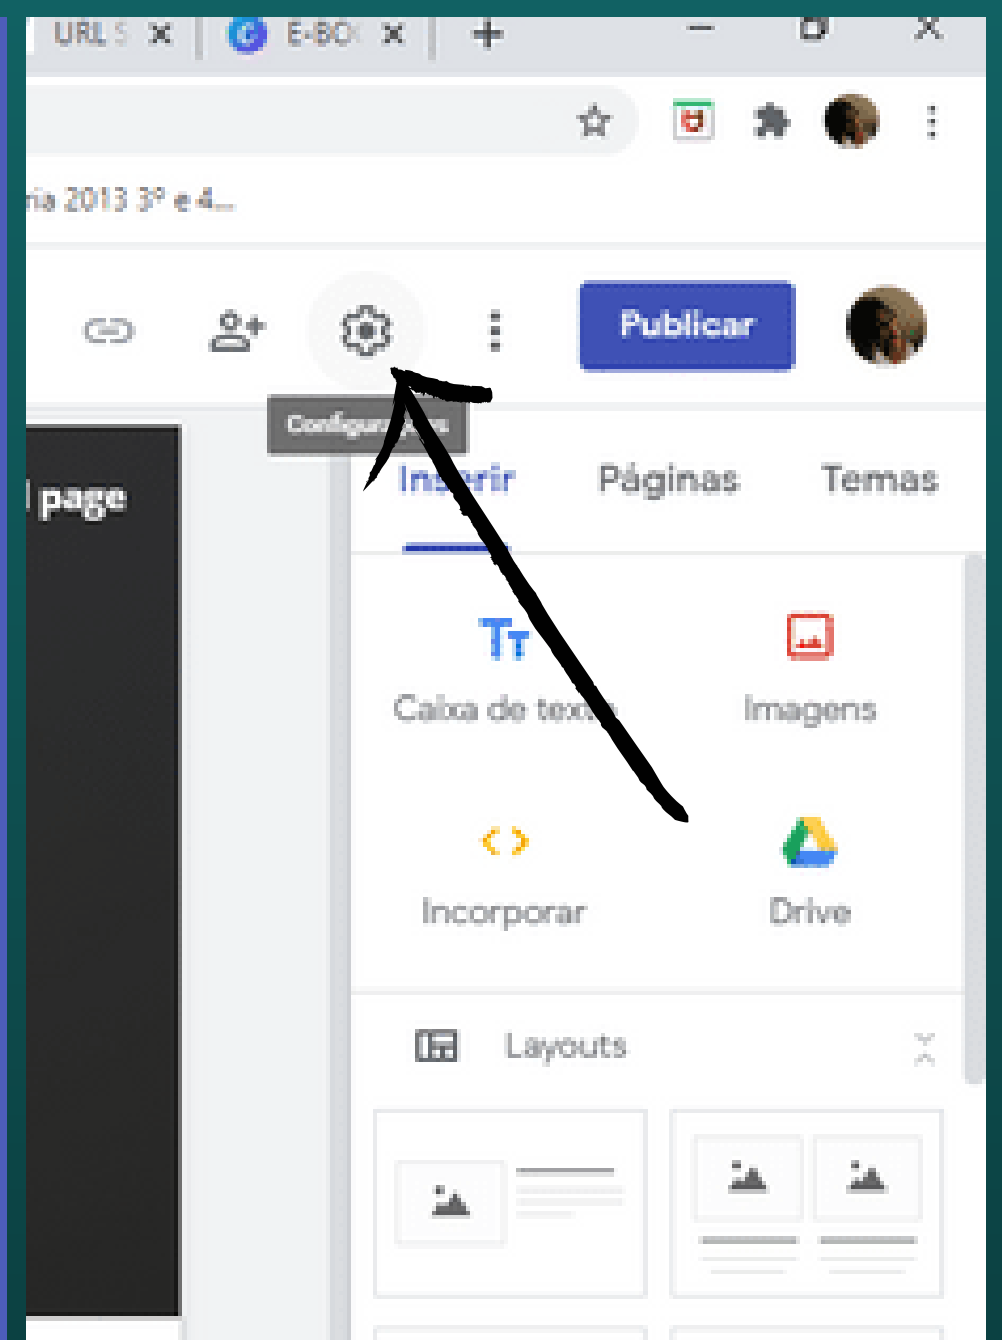 URL S
E-BO
ria 2013 3º e 4...
Publicar
page
Inserir
Páginas
Temas
Caixa de texto
Imagens
Incorporar
Drive
Layouts